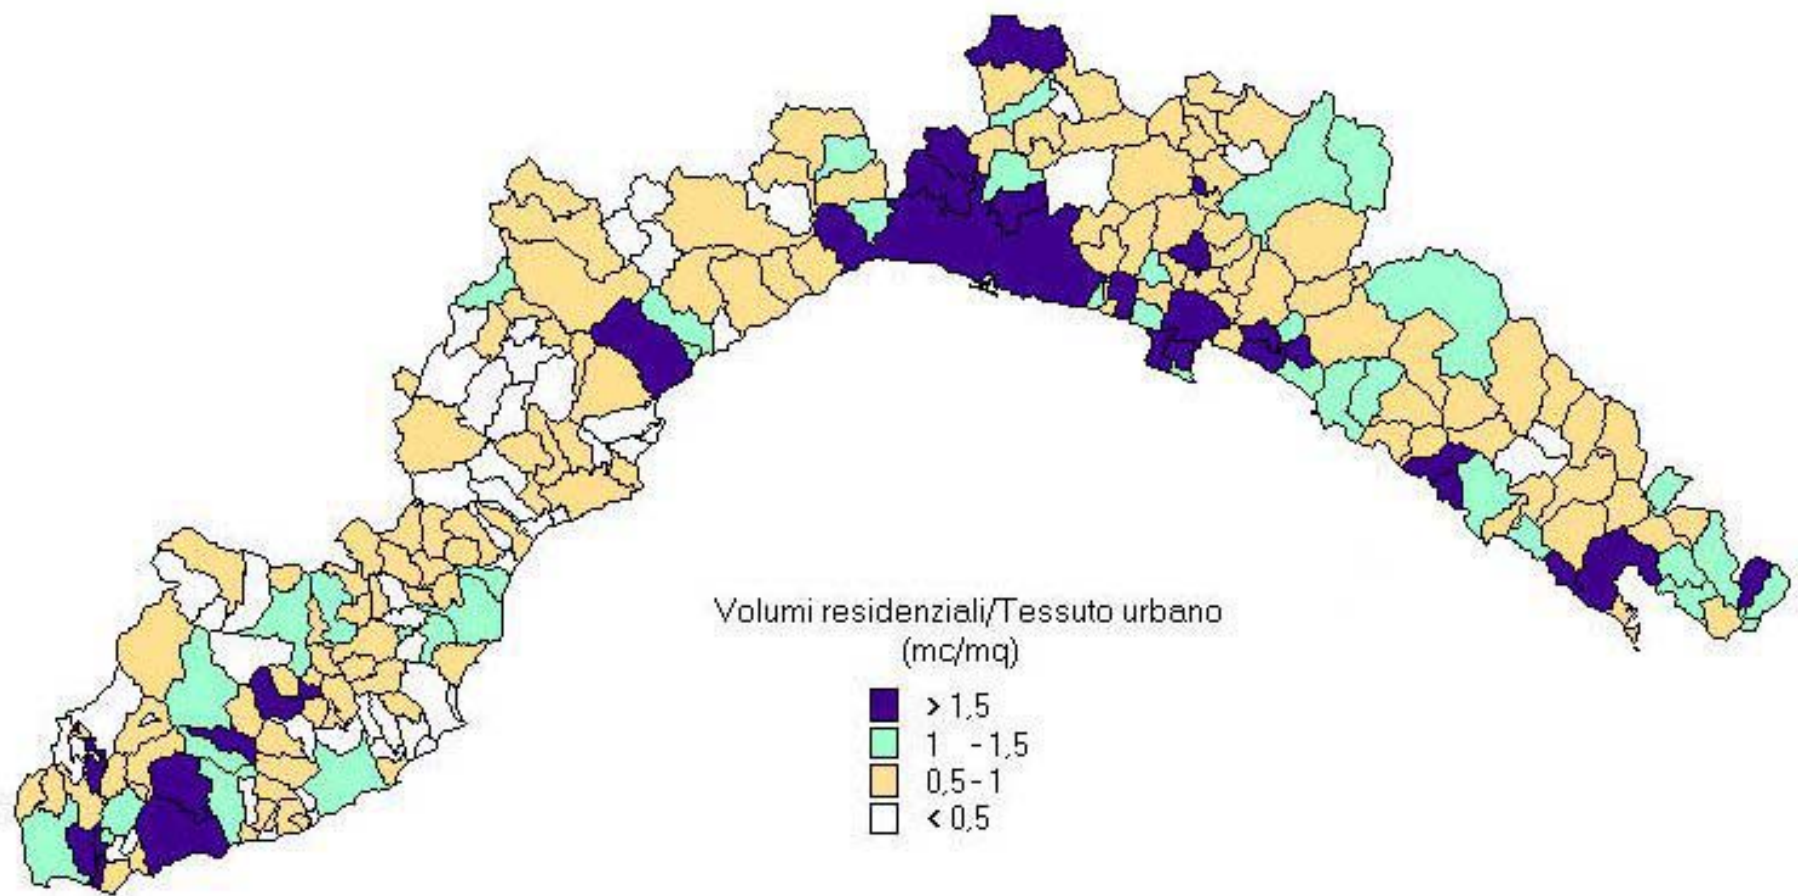 Volumi residenziali/Tessuto urbano
(mc/mq)
> 1,5
1 - 1,5
0,5 - 1
< 0,5